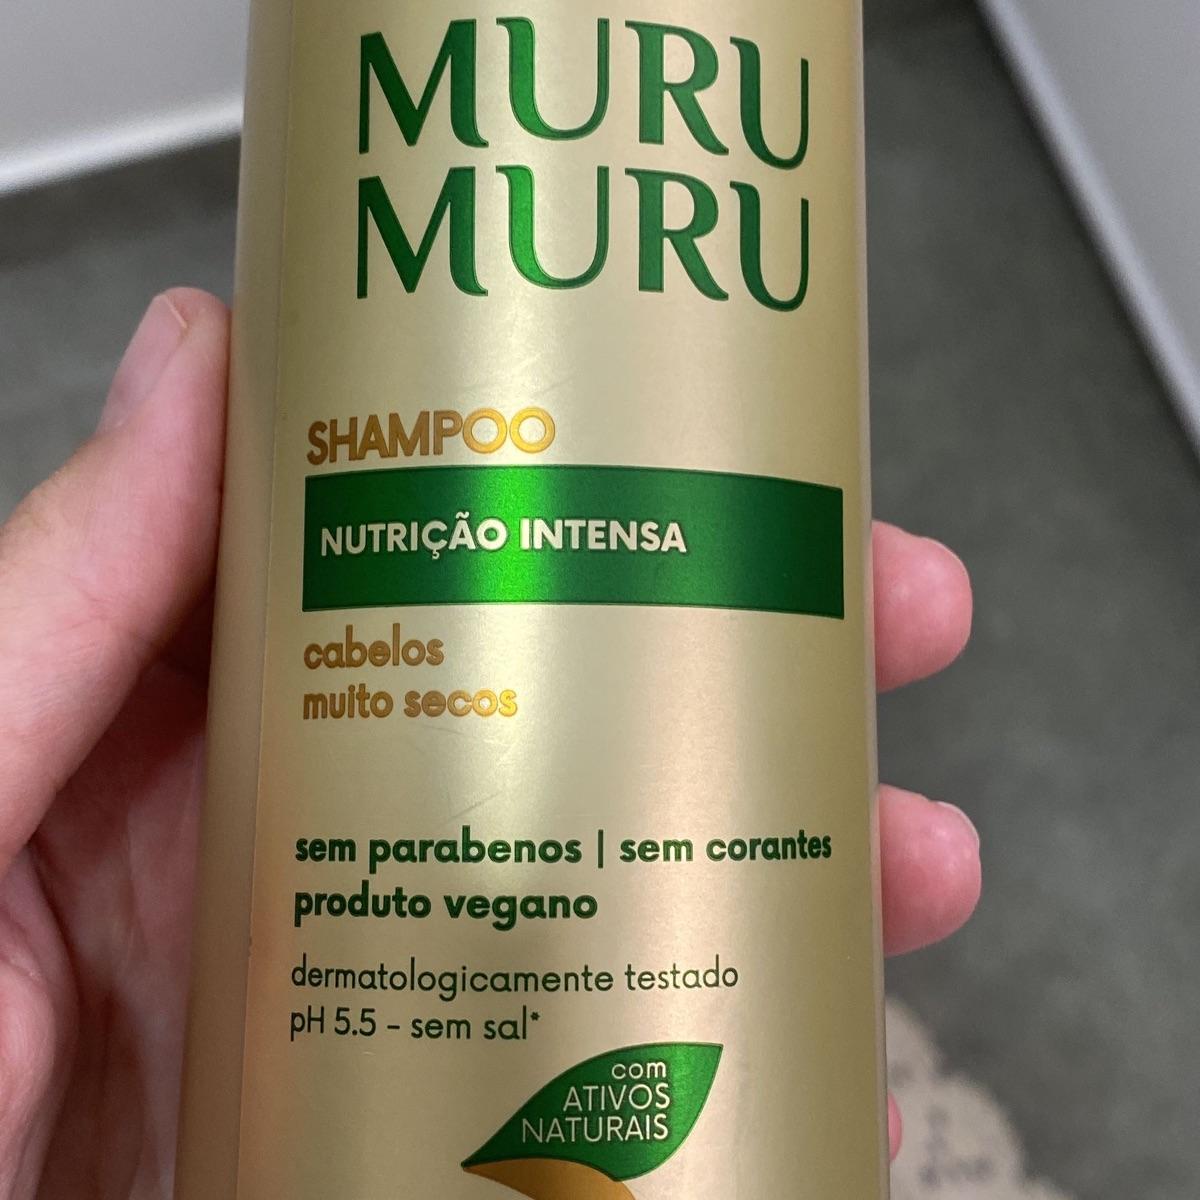 MURU
MURU
SHAMPOO
NUTRIÇÃO INTENSA
cabelos
muito secos
sem parabenos | sem corantes
produto vegano
dermatologicamente testado
pH 5.5 - sem sal*
com
ATIVOS
NATURAIS